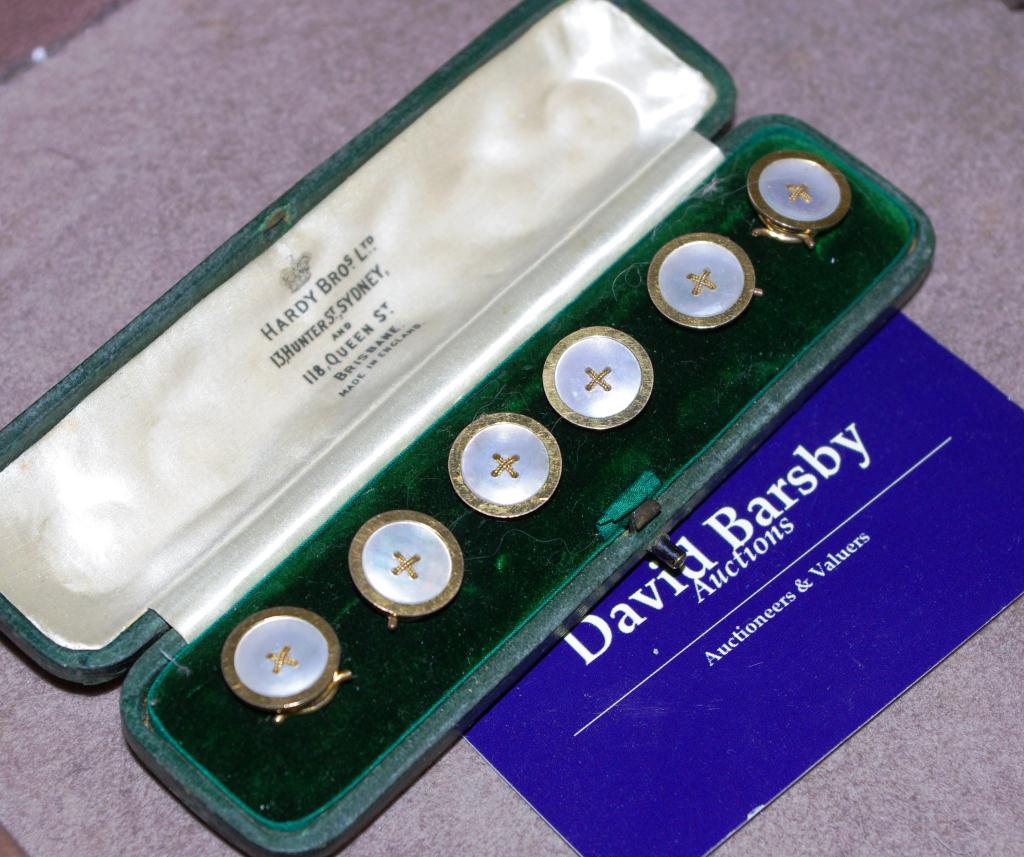 HARDY BROS LTD
13, HUNTER ST. SYDNEY,
AND
118, QUEEN ST
BRISBANE
MADE IN ENGLAND.
David Barsby
Auctions
Auctioneers & Valuers